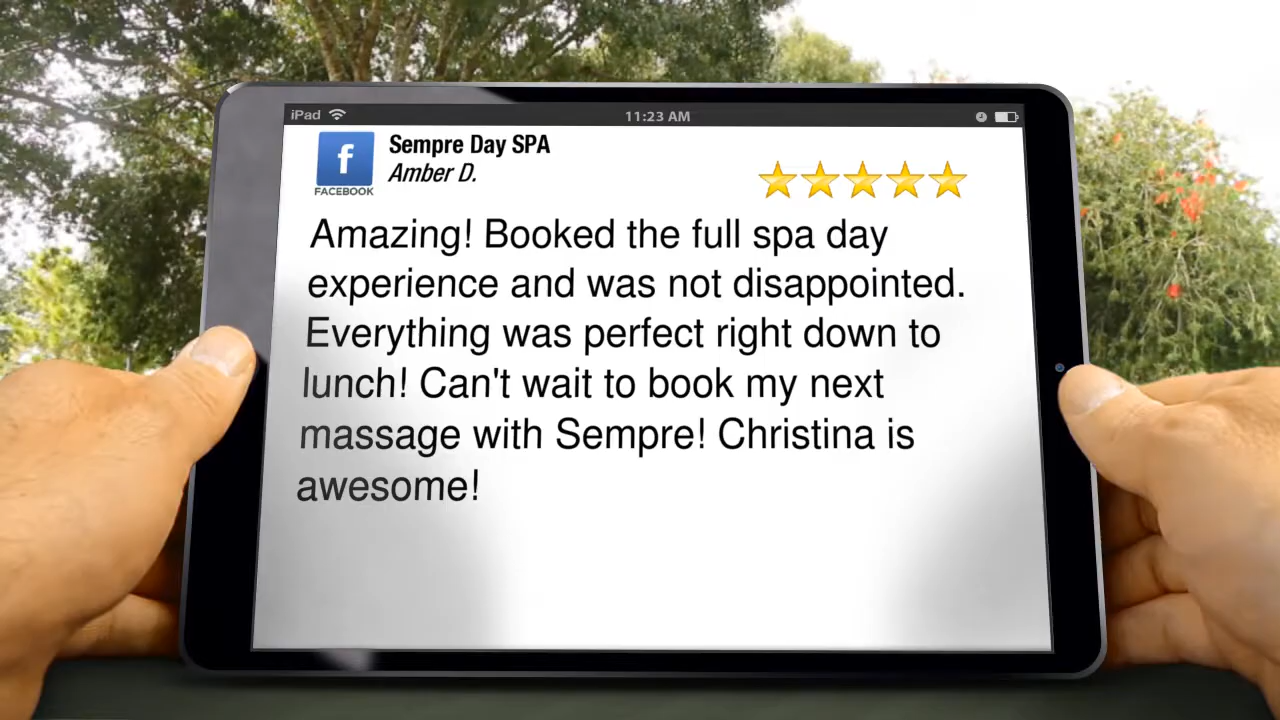 iPad 11:23 AM
f
FACEBOOK
Sempre Day SPA
Amber D.
Amazing! Booked the full spa day
experience and was not disappointed.
Everything was perfect right down to
lunch! Can't wait to book my next
massage with Sempre! Christina is
awesome!